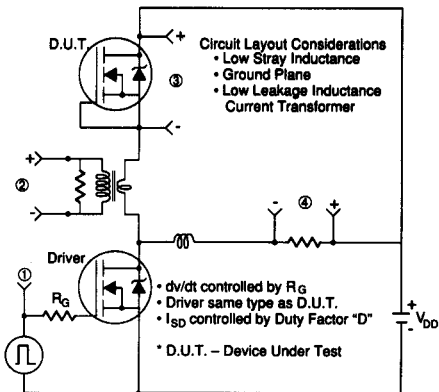 D.U.T.
+
Circuit Layout Considerations
• Low Stray Inductance
③
• Ground Plane
• Low Leakage Inductance
Current Transformer
-
+
②
-
④
-
+
Driver
①
RG
• dv/dt controlled by RG
• Driver same type as D.U.T.
• ISD controlled by Duty Factor "D"
+
VDD
-
* D.U.T. – Device Under Test